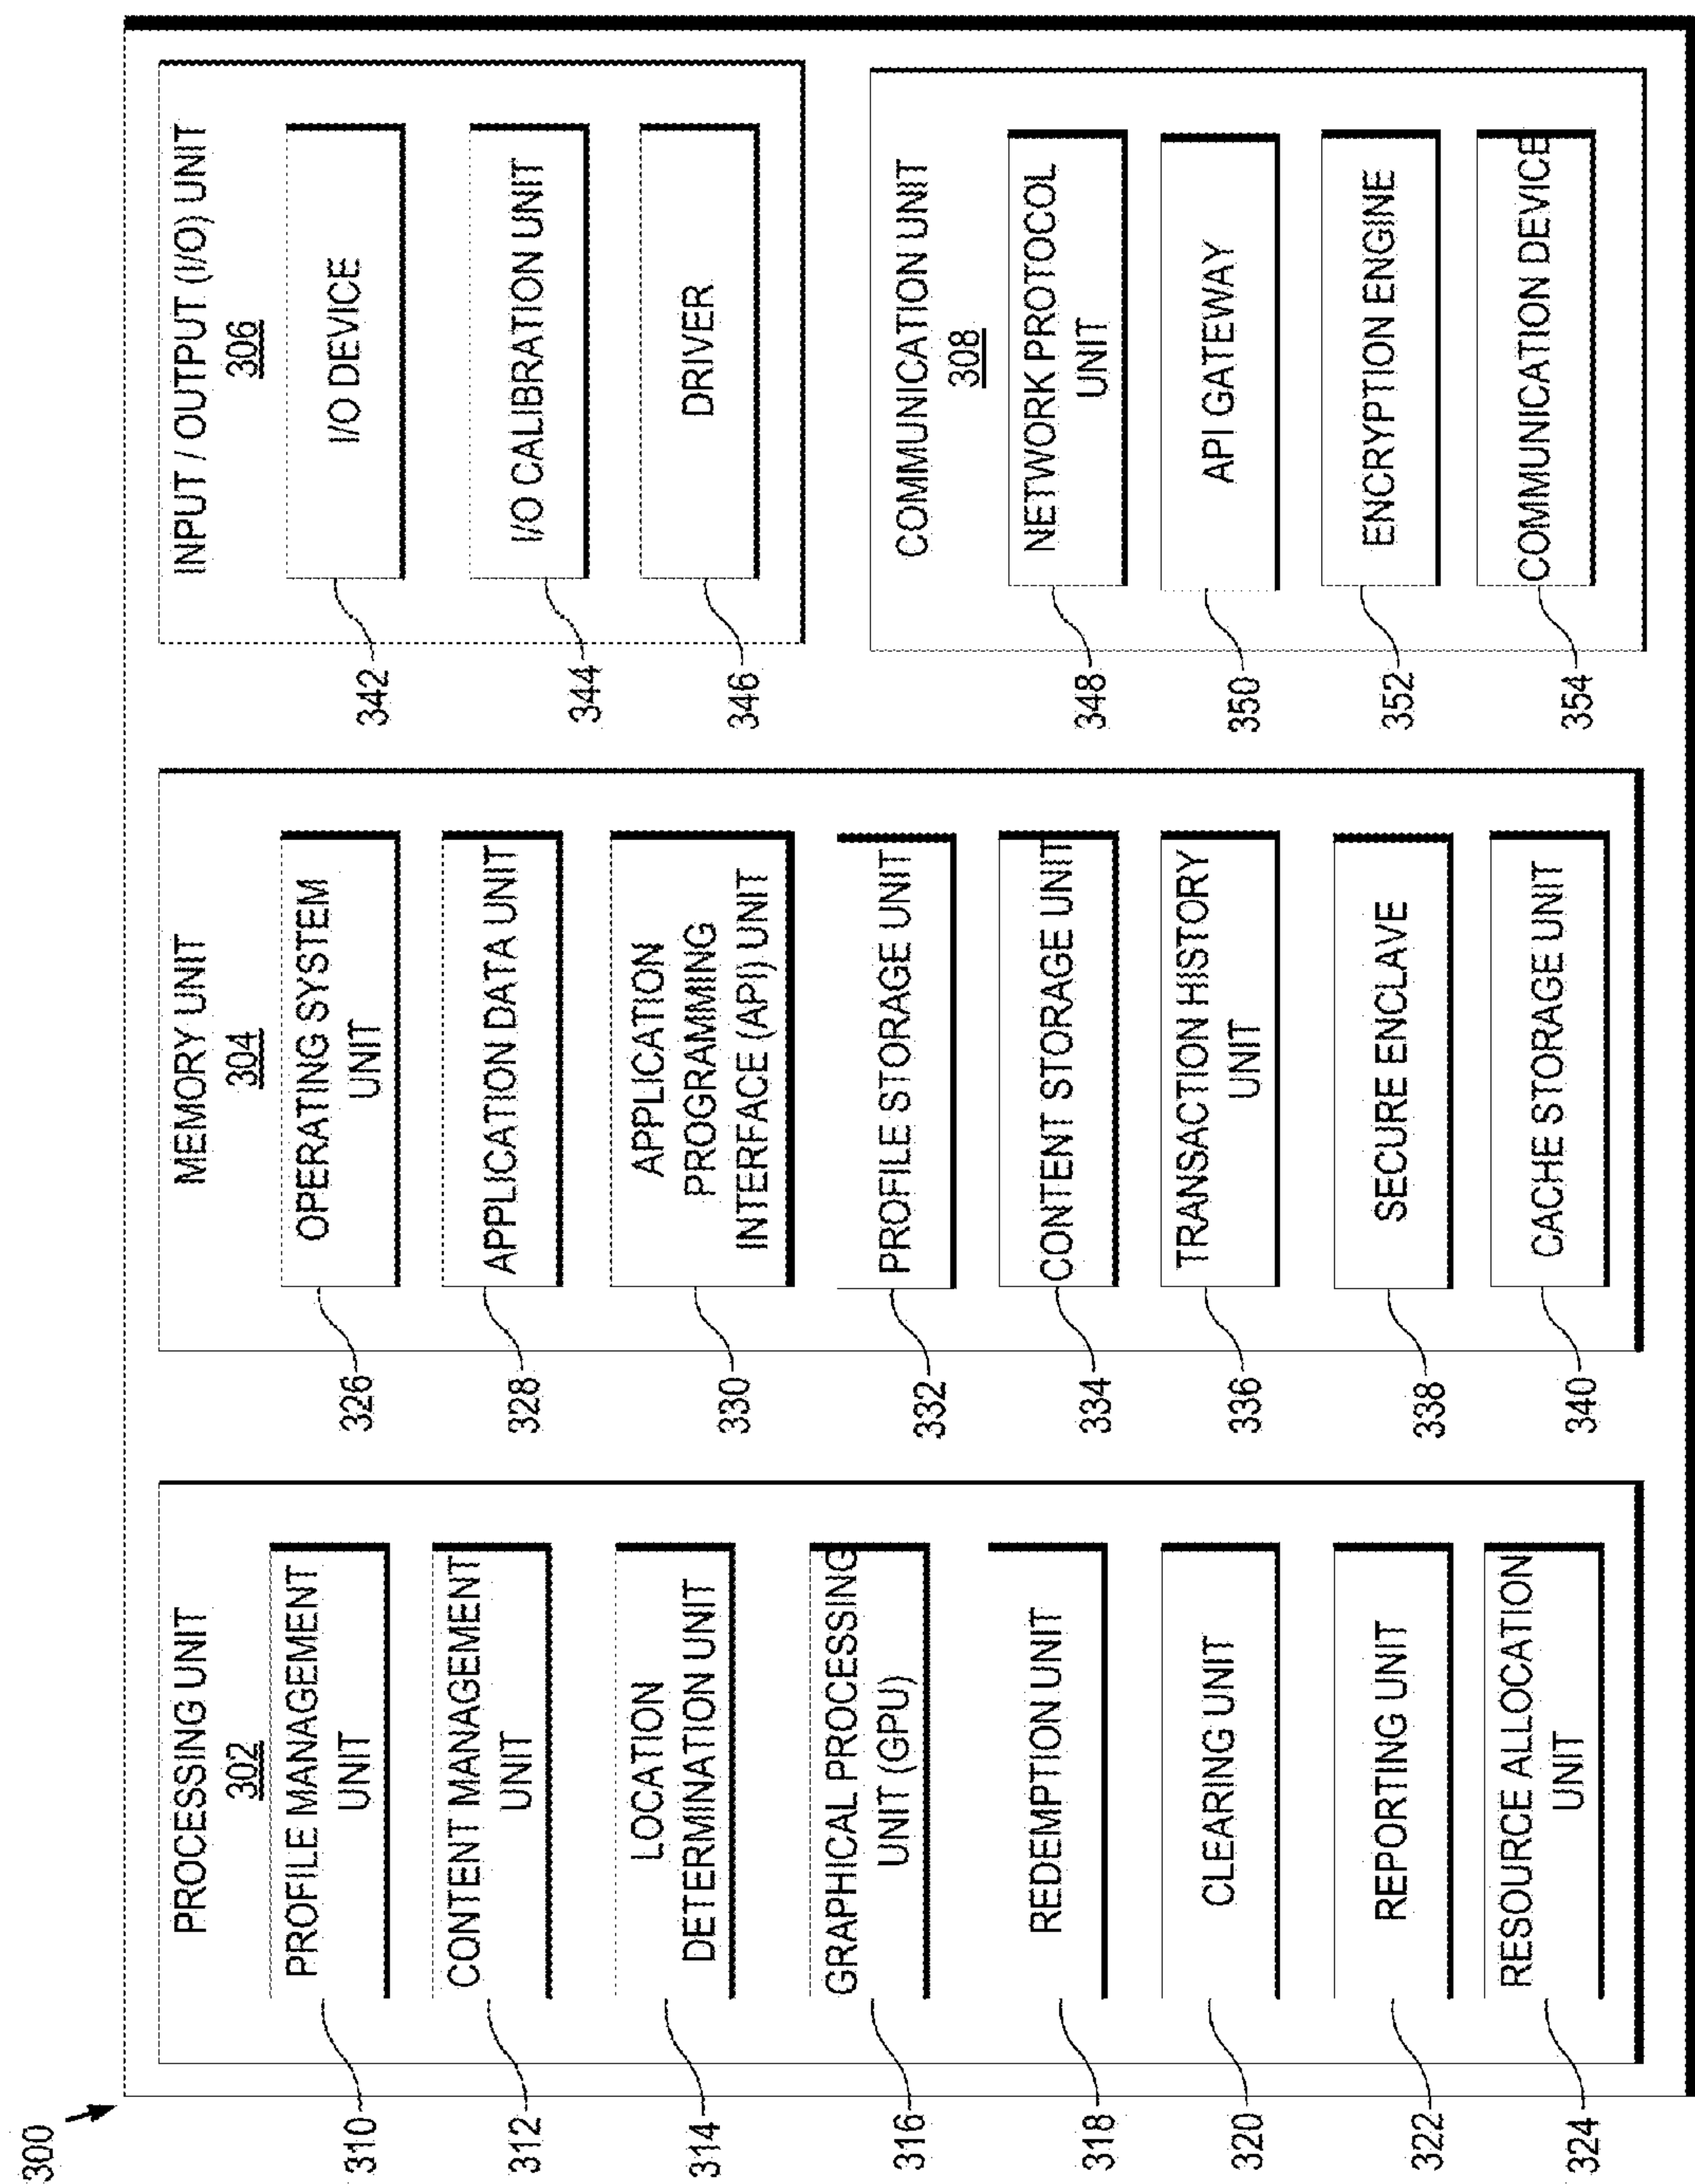 300
PROCESSING UNIT
302
310
PROFILE MANAGEMENT
UNIT
312
CONTENT MANAGEMENT
UNIT
314
LOCATION
DETERMINATION UNIT
316
GRAPHICAL PROCESSING
UNIT (GPU)
318
REDEMPTION UNIT
320
CLEARING UNIT
322
REPORTING UNIT
324
RESOURCE ALLOCATION
UNIT
MEMORY UNIT
304
326
OPERATING SYSTEM
UNIT
328
APPLICATION DATA UNIT
330
APPLICATION
PROGRAMMING
INTERFACE (API) UNIT
332
PROFILE STORAGE UNIT
334
CONTENT STORAGE UNIT
336
TRANSACTION HISTORY
UNIT
338
SECURE ENCLAVE
340
CACHE STORAGE UNIT
INPUT / OUTPUT (I/O) UNIT
306
342
I/O DEVICE
344
I/O CALIBRATION UNIT
346
DRIVER
COMMUNICATION UNIT
308
348
NETWORK PROTOCOL
UNIT
350
API GATEWAY
352
ENCRYPTION ENGINE
354
COMMUNICATION DEVICE